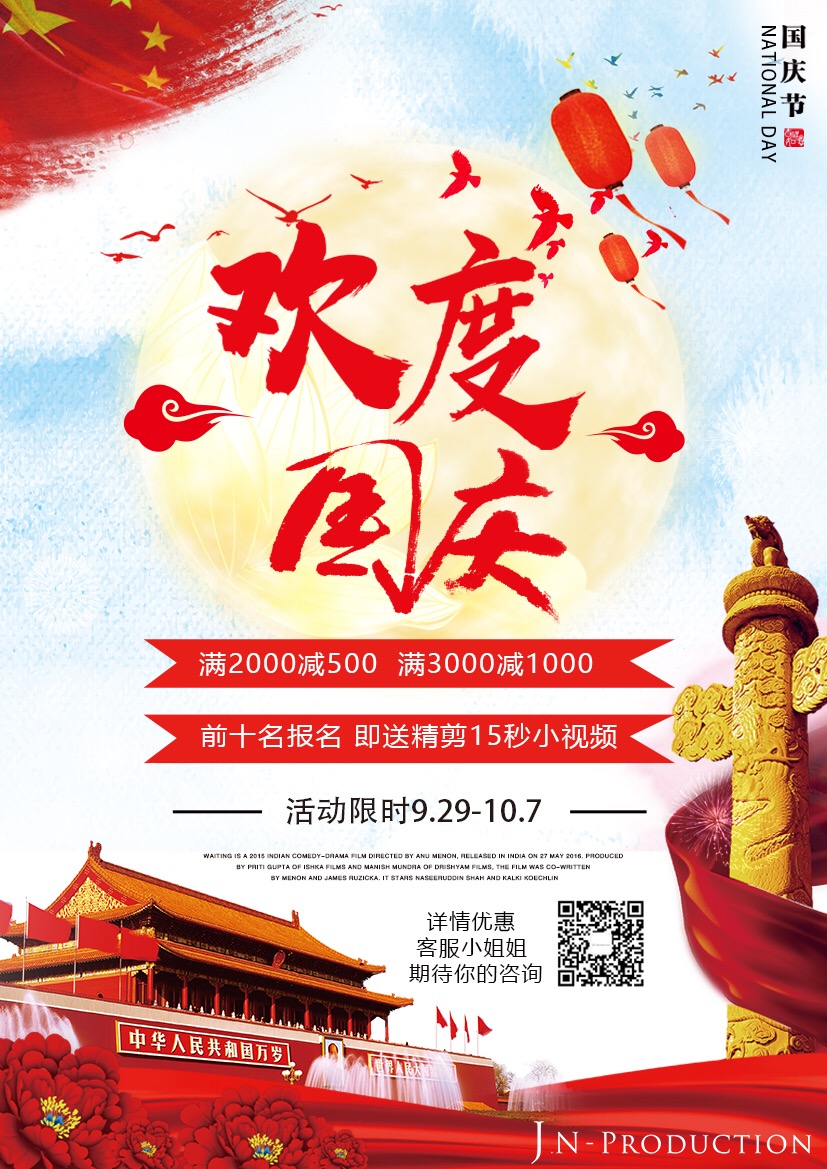 国庆节
NATIONAL DAY
欢度
国庆
满2000减500 满3000减1000
前十名报名 即送精剪15秒小视频
活动限时9.29-10.7
WAITING IS A 2015 INDIAN COMEDY-DRAMA FILM DIRECTED BY ANU MENON, RELEASED IN INDIA ON 27 MAY 2016. PRODUCED
BY PRITI GUPTA OF ISHKA FILMS AND MANISH MUNDRA OF DRISHYAM FILMS, THE FILM WAS CO-WRITTEN
BY MENON AND JAMES RUZICKA. IT STARS NASEERUDDIN SHAH AND KALKI KOECHLIN
详情优惠
客服小姐姐
期待你的咨询
中华人民共和国万岁
世界人民大
J.N-PRODUCTION